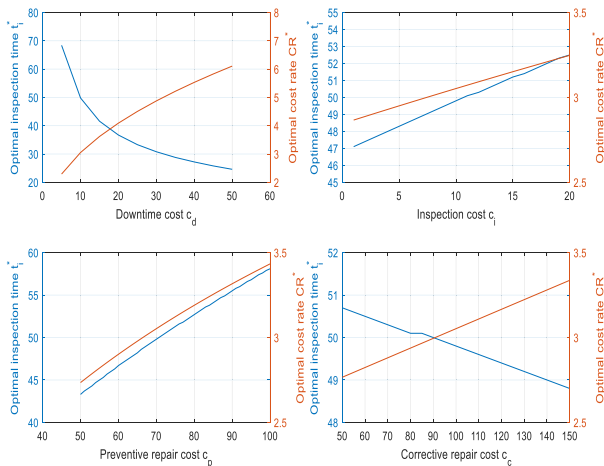 80
70
60
50
40
30
20
Optimal inspection time t_i^*
8
7
6
5
4
3
2
Optimal cost rate CR^*
0 10 20 30 40 50 60
Downtime cost c_d
55
54
53
52
51
50
49
48
47
46
45
Optimal inspection time t_i^*
3.5
3
2.5
Optimal cost rate CR^*
0 5 10 15 20
Inspection cost c_i
60
55
50
45
40
Optimal inspection time t_i^*
3.5
3
2.5
Optimal cost rate CR^*
40 50 60 70 80 90 100
Preventive repair cost c_p
52
51
50
49
48
Optimal inspection time t_i^*
3.5
3
2.5
Optimal cost rate CR^*
50 60 70 80 90 100 110 120 130 140 150
Corrective repair cost c_c